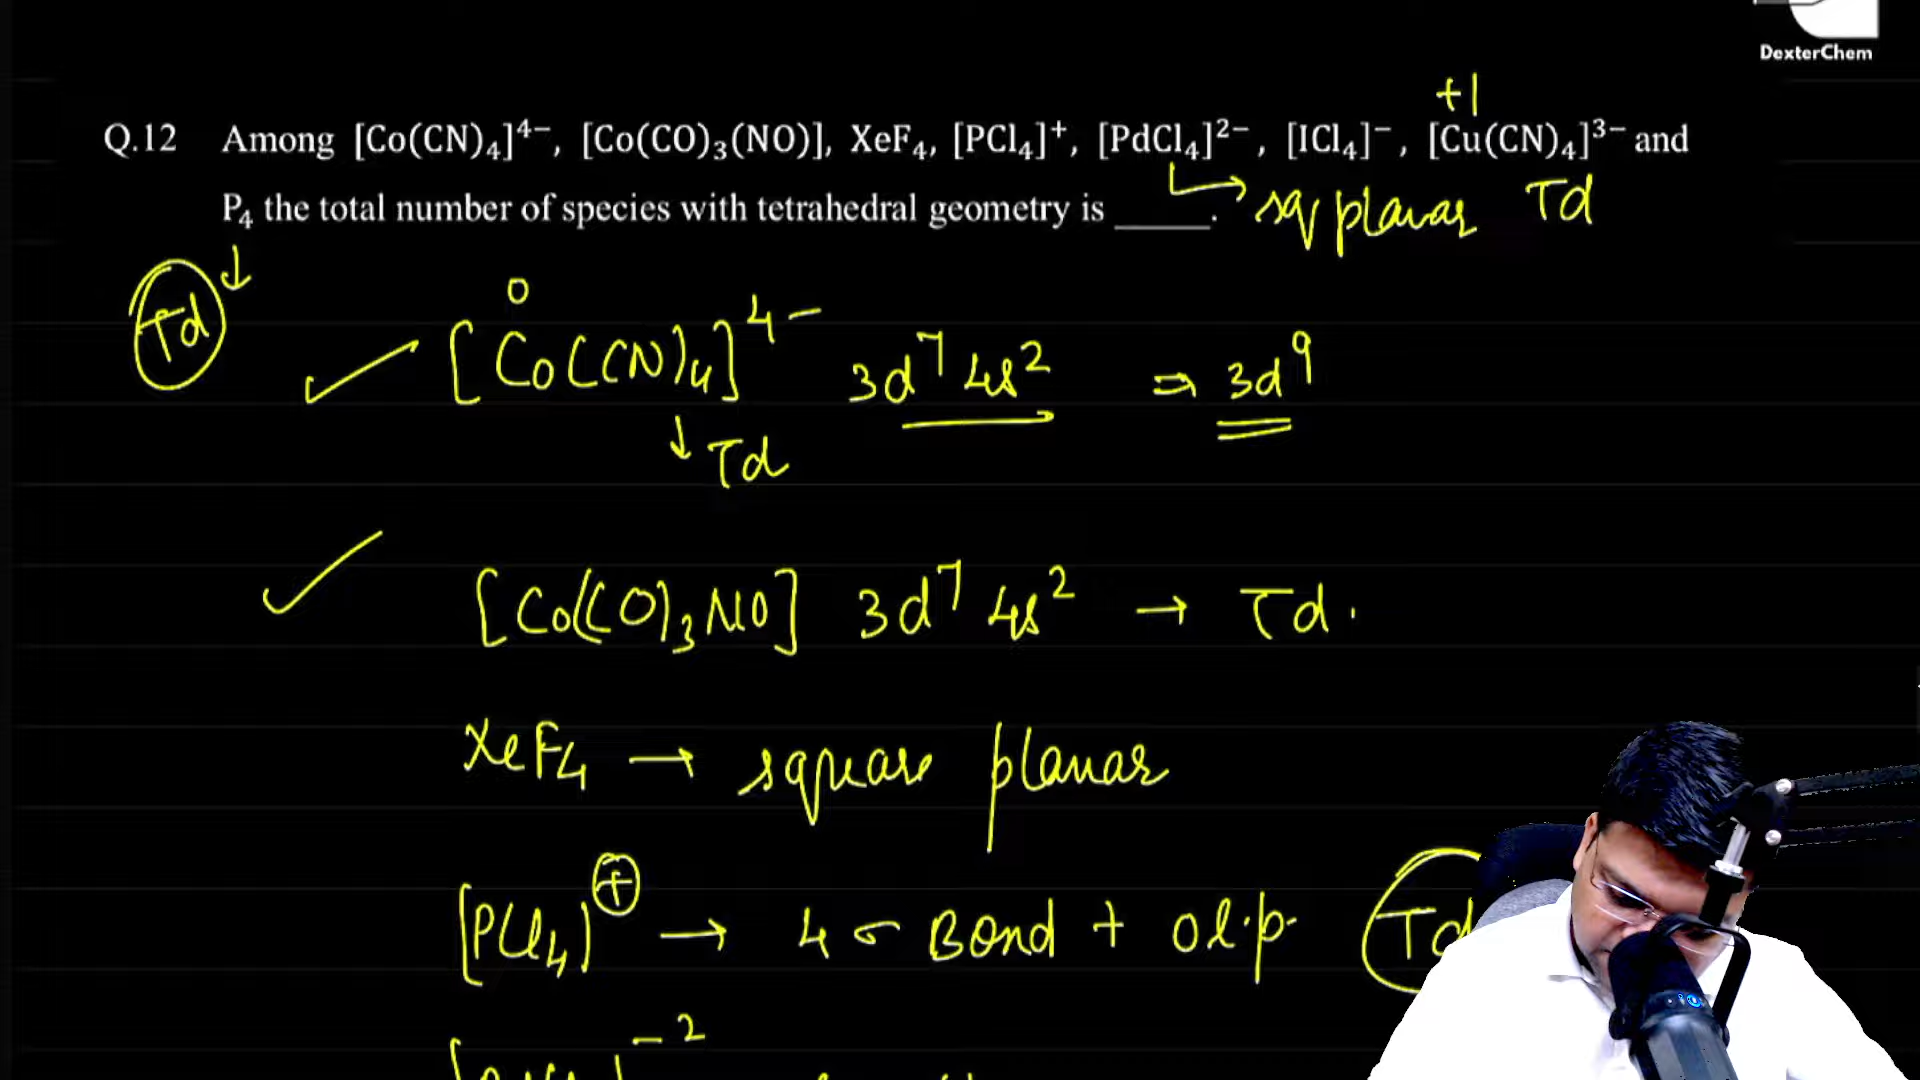 DexterChem
+1
Q.12 Among [Co(CN)₄]⁴⁻, [Co(CO)₃(NO)], XeF₄, [PCl₄]⁺, [PdCl₄]²⁻, [ICl₄]⁻, [Cu(CN)₄]³⁻ and
P₄ the total number of species with tetrahedral geometry is ______.
sq planar Td
Td
0
[Co(CN)₄]⁴⁻ 3d⁷ 4s² ⇒ 3d⁹
↓ Td
[Co(CO)₃NO] 3d⁷ 4s² → Td.
XeF₄ → square planar
[PCl₄]⊕ → 4 σ Bond + 0 l.p. Td